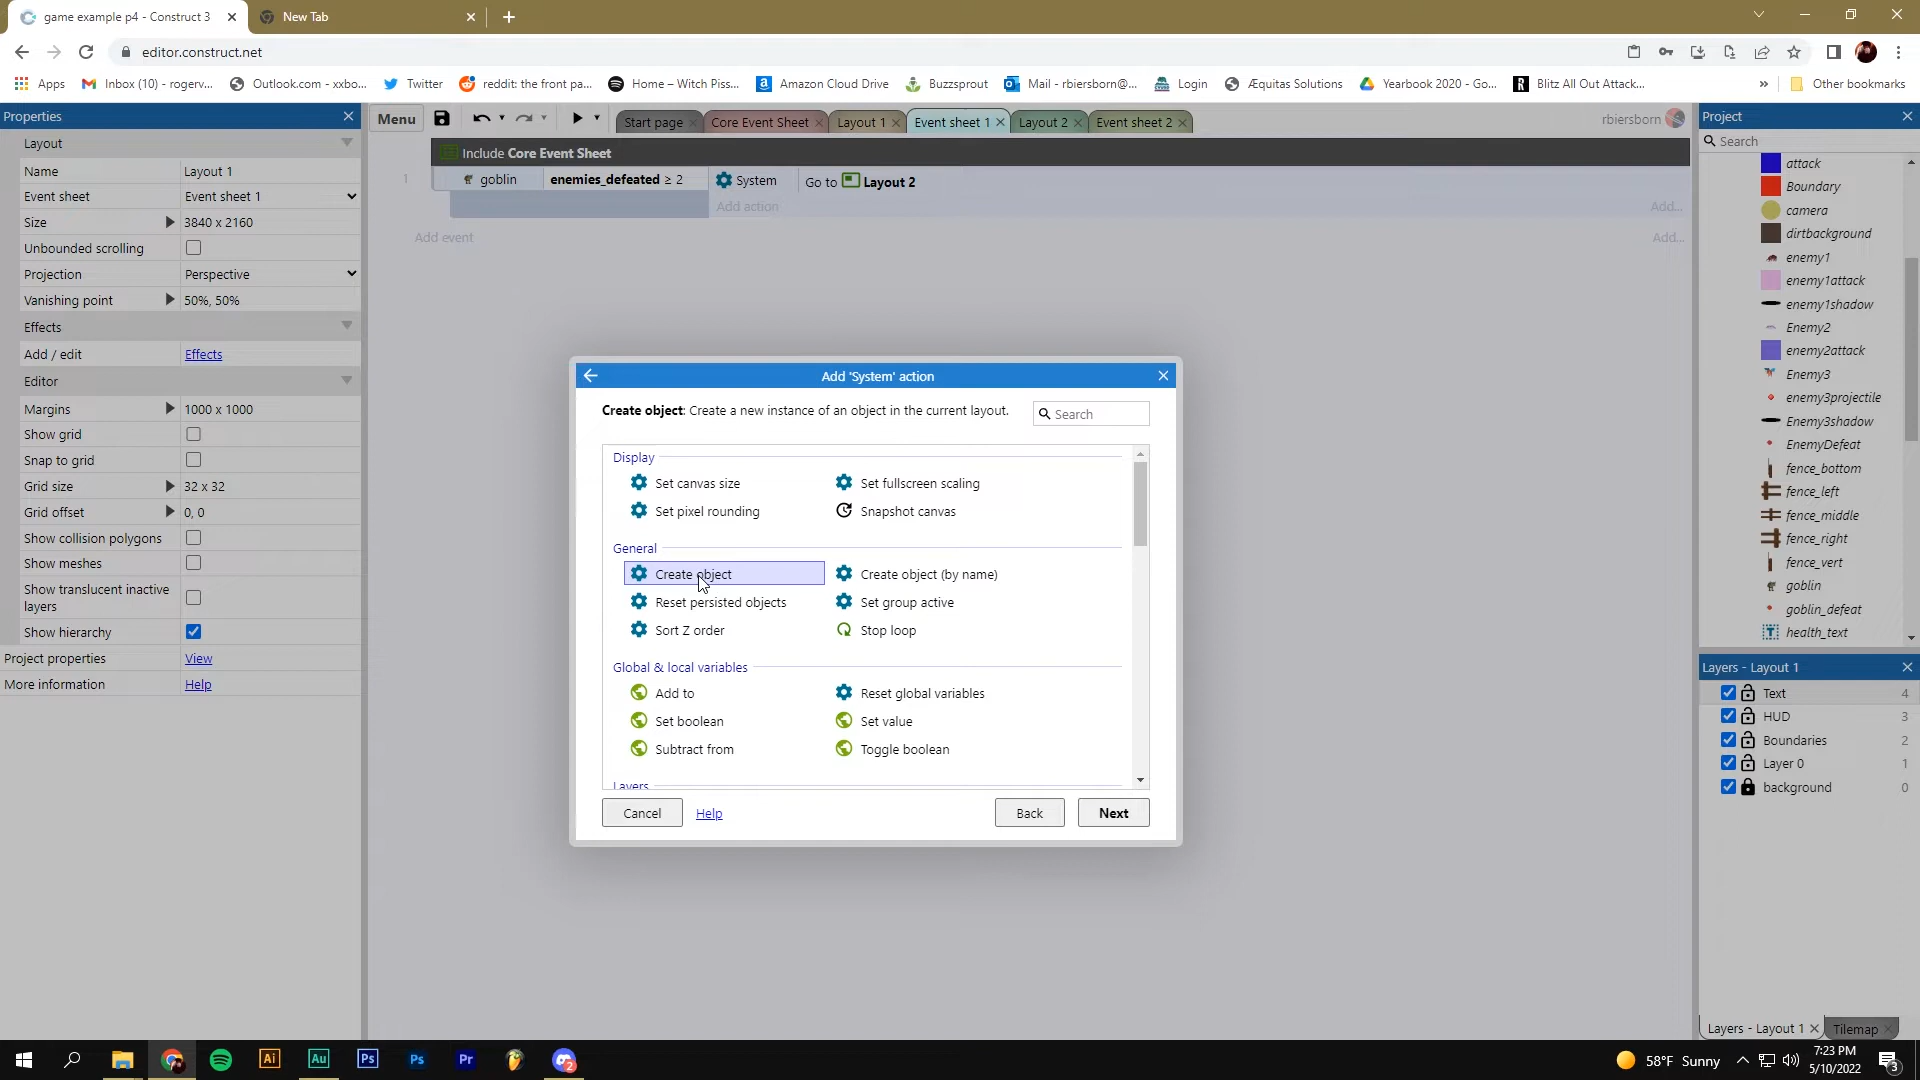 game example p4 - Construct 3
New Tab
editor.construct.net
Apps
Inbox (10) - rogerv...
Outlook.com - xxbo...
Twitter
reddit: the front pa...
Home – Witch Piss...
Amazon Cloud Drive
Buzzsprout
Mail - rbiersborn@...
Login
Æquitas Solutions
Yearbook 2020 - Go...
Blitz All Out Attack...
Other bookmarks
Properties
Menu
Start page
Core Event Sheet
Layout 1
Event sheet 1
Layout 2
Event sheet 2
rbiersborn
Project
Layout
Name Layout 1
Event sheet Event sheet 1
Size 3840 x 2160
Unbounded scrolling
Projection Perspective
Vanishing point 50%, 50%
Effects
Add / edit Effects
Editor
Margins 1000 x 1000
Show grid
Snap to grid
Grid size 32 x 32
Grid offset 0, 0
Show collision polygons
Show meshes
Show translucent inactive
layers
Show hierarchy
Project properties View
More information Help
Include Core Event Sheet
1 goblin enemies_defeated ≥ 2 System Go to Layout 2
Add action Add...
Add event Add...
Add 'System' action
Create object: Create a new instance of an object in the current layout.
Search
Display
Set canvas size Set fullscreen scaling
Set pixel rounding Snapshot canvas
General
Create object Create object (by name)
Reset persisted objects Set group active
Sort Z order Stop loop
Global & local variables
Add to Reset global variables
Set boolean Set value
Subtract from Toggle boolean
Layers
Cancel Help Back Next
Search
attack
Boundary
camera
dirtbackground
enemy1
enemy1attack
enemy1shadow
Enemy2
enemy2attack
Enemy3
enemy3projectile
Enemy3shadow
EnemyDefeat
fence_bottom
fence_left
fence_middle
fence_right
fence_vert
goblin
goblin_defeat
health_text
Layers - Layout 1
Text 4
HUD 3
Boundaries 2
Layer 0 1
background 0
Layers - Layout 1
Tilemap
Ai
Au
Ps
Ps
Pr
2
58°F Sunny
7:23 PM
5/10/2022
3